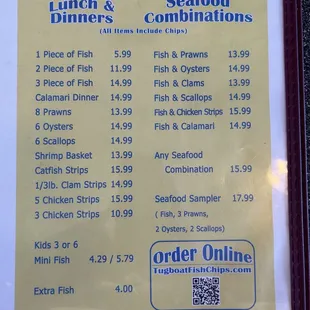 Lunch &
Dinners
Seafood
Combinations
(All Items Include Chips)
1 Piece of Fish 5.99
2 Piece of Fish 11.99
3 Piece of Fish 14.99
Calamari Dinner 14.99
8 Prawns 13.99
6 Oysters 14.99
6 Scallops 14.99
Shrimp Basket 13.99
Catfish Strips 15.99
1/3lb. Clam Strips 14.99
5 Chicken Strips 15.99
3 Chicken Strips 10.99
Kids 3 or 6
Mini Fish 4.29 / 5.79
Extra Fish 4.00
Fish & Prawns 13.99
Fish & Oysters 14.99
Fish & Clams 13.99
Fish & Scallops 14.99
Fish & Chicken Strips 15.99
Fish & Calamari 14.99
Any Seafood
Combination 15.99
Seafood Sampler 17.99
( Fish, 3 Prawns,
2 Oysters, 2 Scallops)
Order Online
TugboatFishChips.com